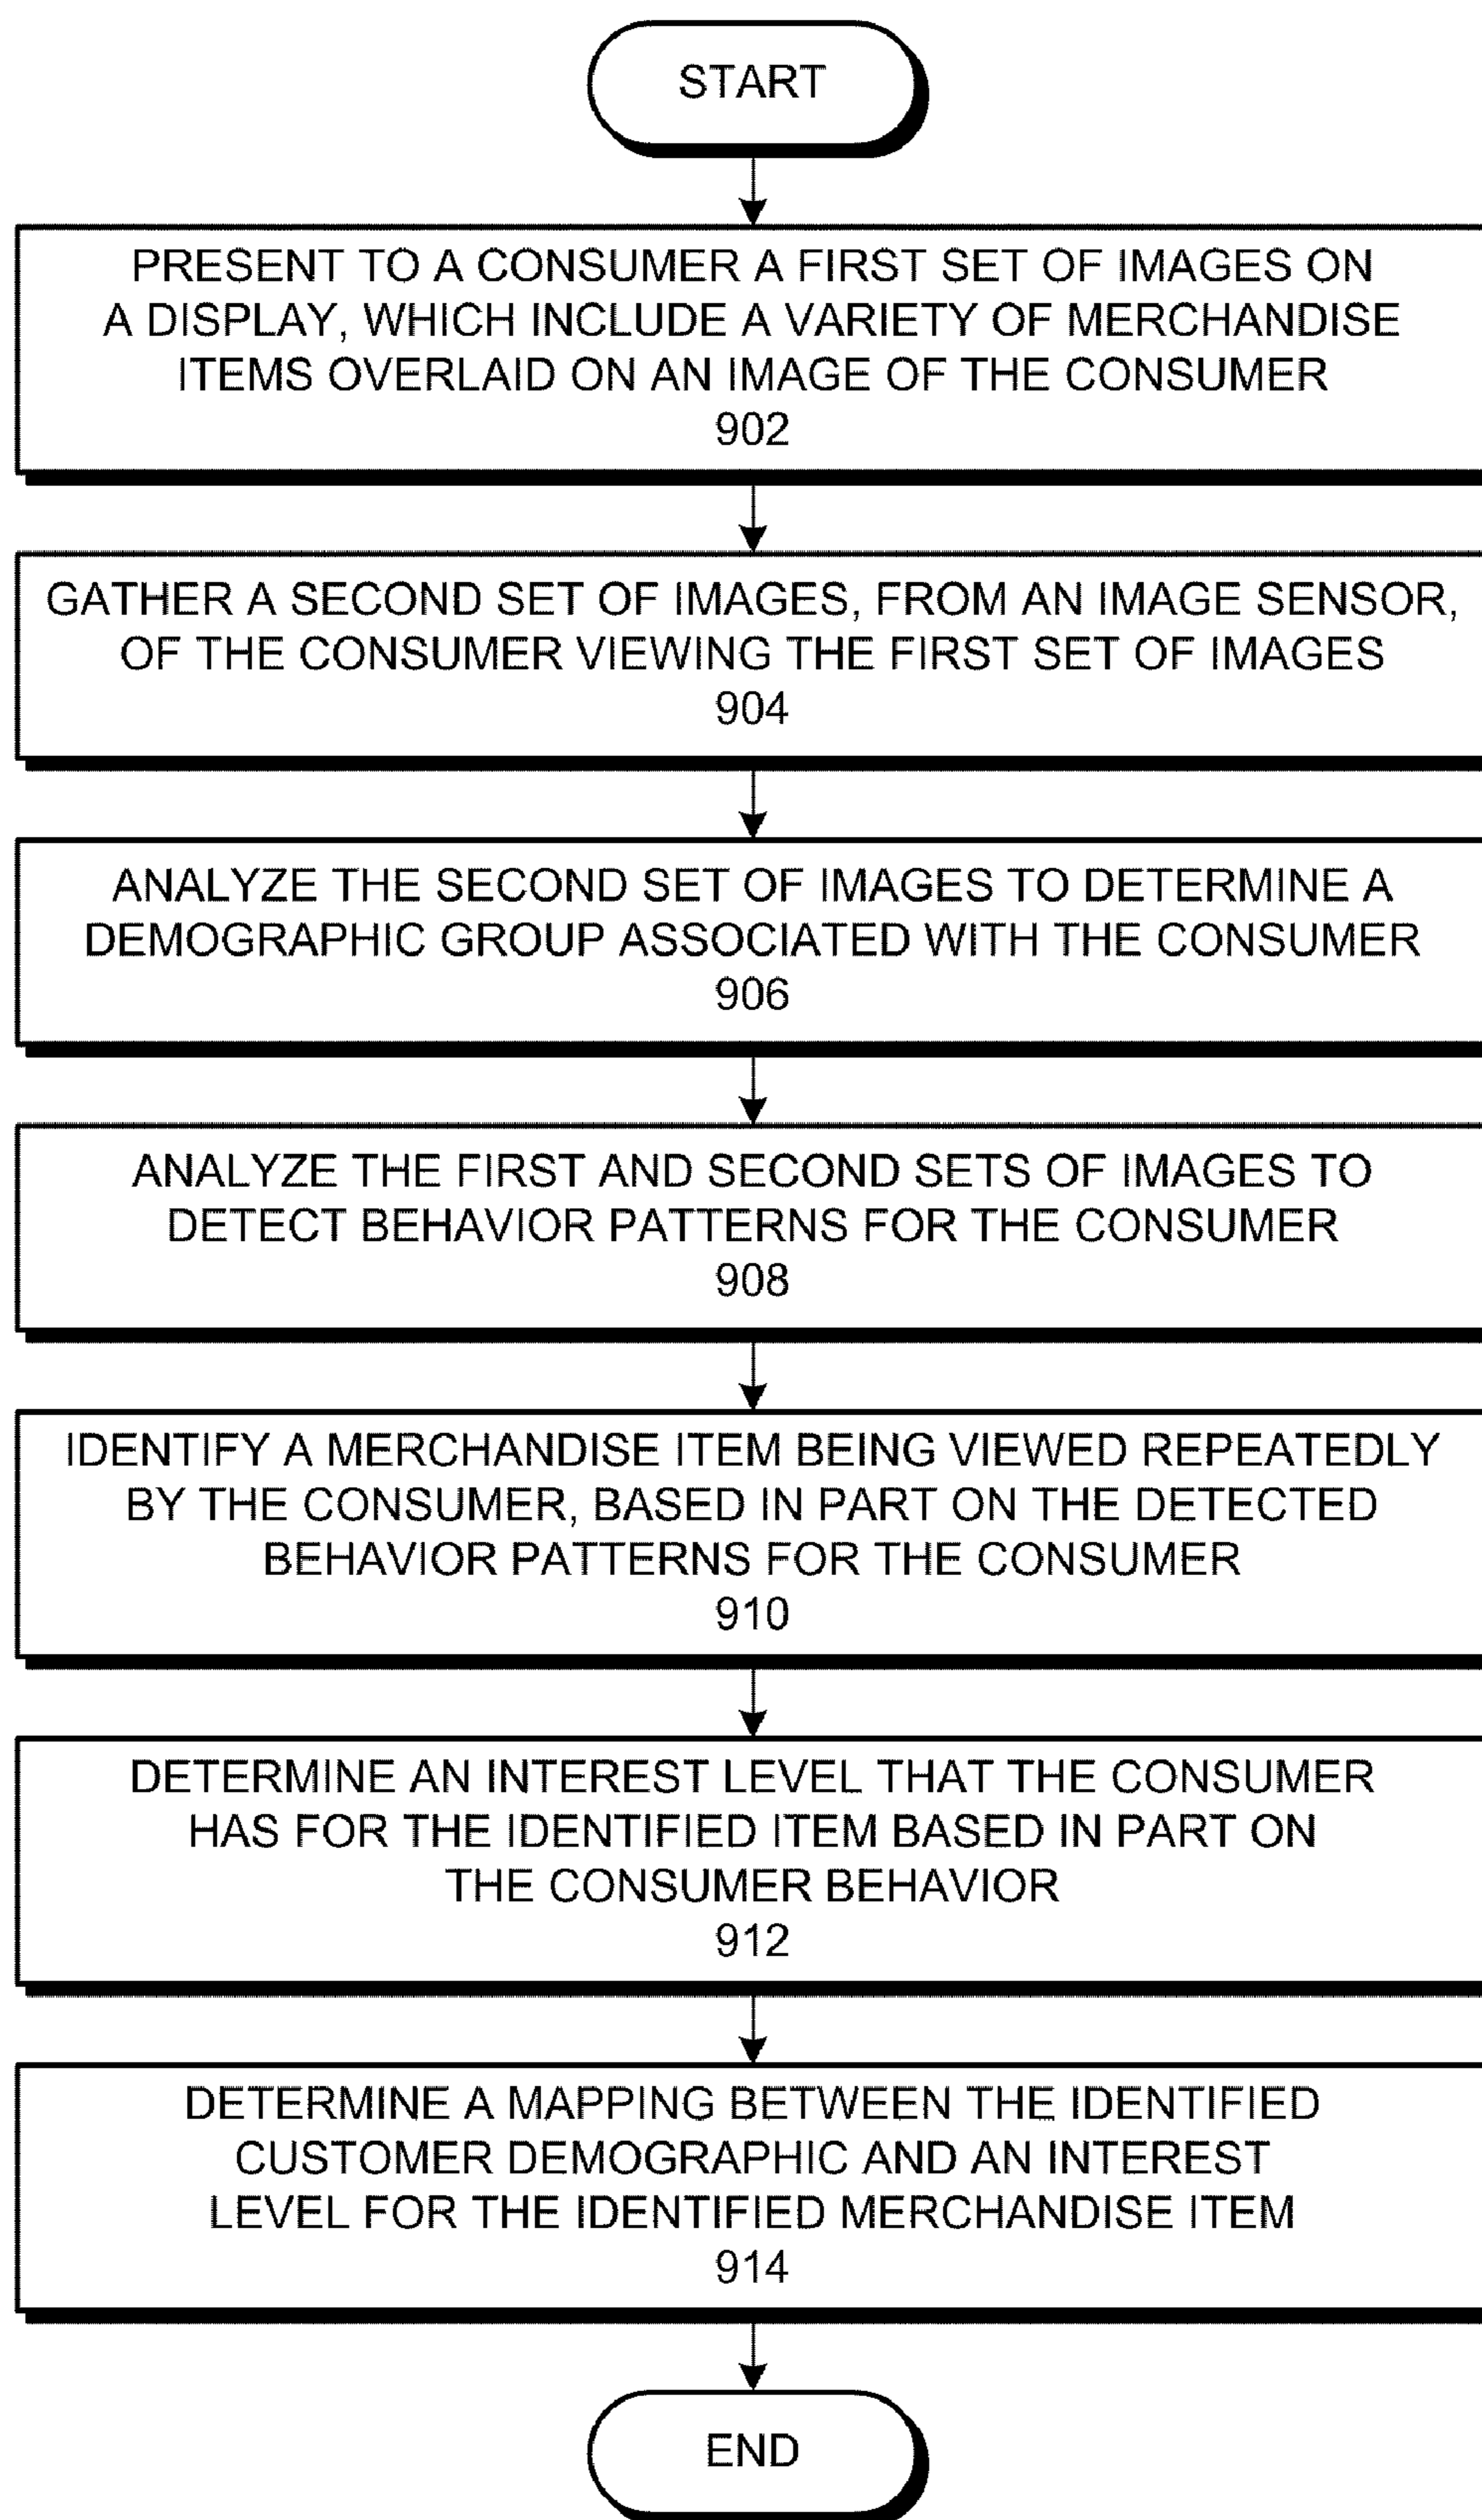 START
PRESENT TO A CONSUMER A FIRST SET OF IMAGES ON
A DISPLAY, WHICH INCLUDE A VARIETY OF MERCHANDISE
ITEMS OVERLAID ON AN IMAGE OF THE CONSUMER
902
GATHER A SECOND SET OF IMAGES, FROM AN IMAGE SENSOR,
OF THE CONSUMER VIEWING THE FIRST SET OF IMAGES
904
ANALYZE THE SECOND SET OF IMAGES TO DETERMINE A
DEMOGRAPHIC GROUP ASSOCIATED WITH THE CONSUMER
906
ANALYZE THE FIRST AND SECOND SETS OF IMAGES TO
DETECT BEHAVIOR PATTERNS FOR THE CONSUMER
908
IDENTIFY A MERCHANDISE ITEM BEING VIEWED REPEATEDLY
BY THE CONSUMER, BASED IN PART ON THE DETECTED
BEHAVIOR PATTERNS FOR THE CONSUMER
910
DETERMINE AN INTEREST LEVEL THAT THE CONSUMER
HAS FOR THE IDENTIFIED ITEM BASED IN PART ON
THE CONSUMER BEHAVIOR
912
DETERMINE A MAPPING BETWEEN THE IDENTIFIED
CUSTOMER DEMOGRAPHIC AND AN INTEREST
LEVEL FOR THE IDENTIFIED MERCHANDISE ITEM
914
END